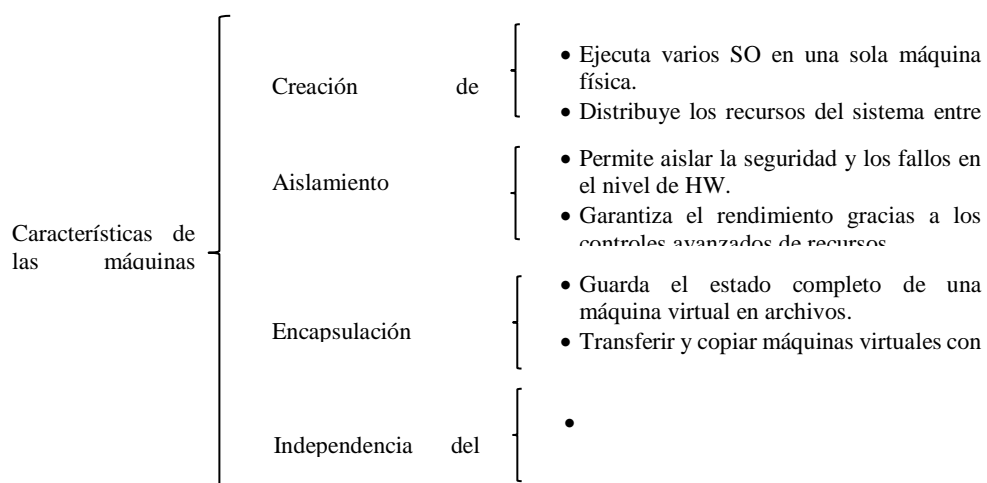 Características de
las máquinas
Creación de
• Ejecuta varios SO en una sola máquina
física.
• Distribuye los recursos del sistema entre
Aislamiento
• Permite aislar la seguridad y los fallos en
el nivel de HW.
• Garantiza el rendimiento gracias a los
controles avanzados de recursos
Encapsulación
• Guarda el estado completo de una
máquina virtual en archivos.
• Transferir y copiar máquinas virtuales con
Independencia del
•